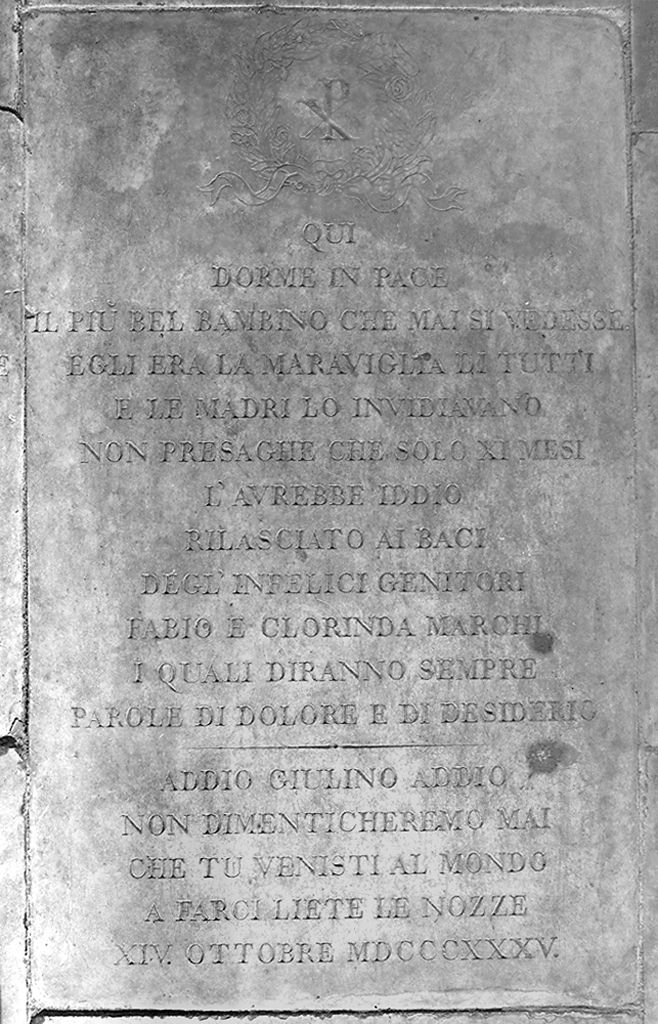 QUI
DORME IN PACE
IL PIÙ BEL BAMBINO CHE MAI SI VEDESSE.
EGLI ERA LA MARAVIGLIA DI TUTTI
E LE MADRI LO INVIDIAVANO
NON PRESAGHE CHE SOLO XI MESI
L'AVREBBE IDDIO
RILASCIATO AI BACI
DEGL'INFELICI GENITORI
FABIO E CLORINDA MARCHI
I QUALI DIRANNO SEMPRE
PAROLE DI DOLORE E DI DESIDERIO
ADDIO GIULINO ADDIO
NON DIMENTICHEREMO MAI
CHE TU VENISTI AL MONDO
A FARCI LIETE LE NOZZE
XIV. OTTOBRE MDCCCXXXV.